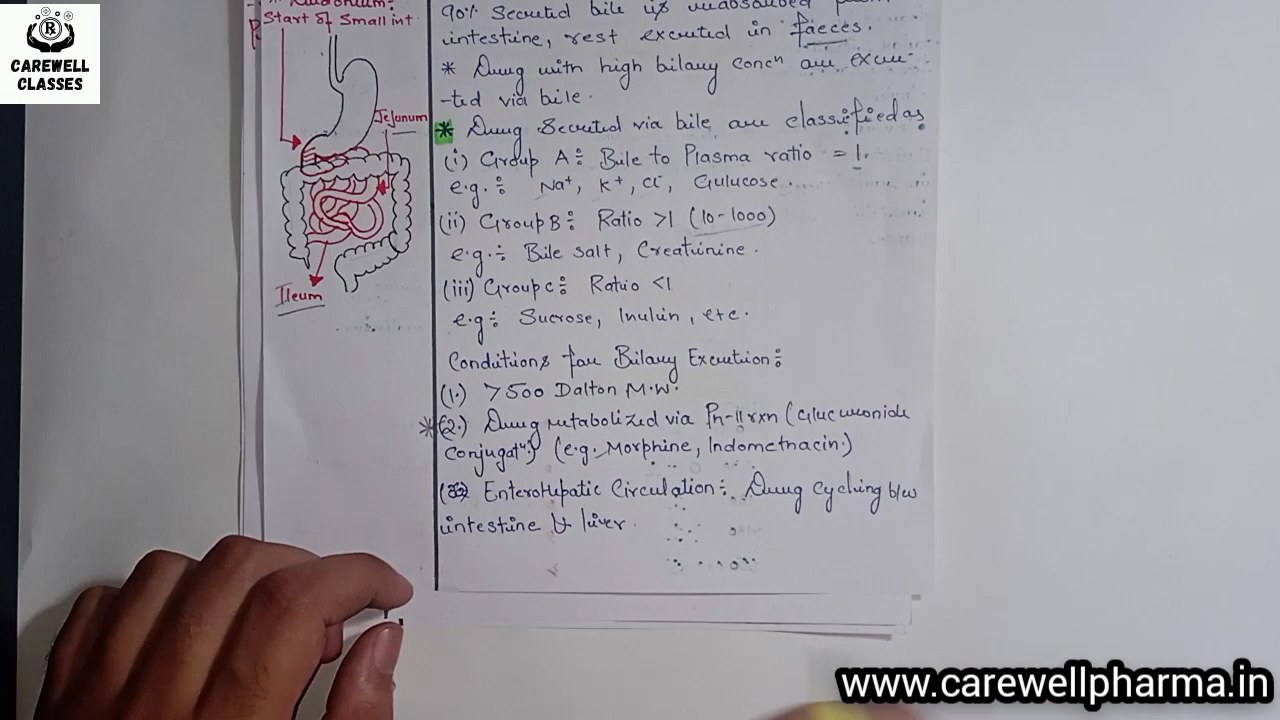 CAREWELL
CLASSES
Start of Small int
Jejunum
Ileum
90% Secreted bile is reabsorbed from
intestine, rest excreted in faeces.
* Drug with high bilary concn are excre-
-ted via bile.
* Drug Secreted via bile are classified as
(i) Group A: Bile to Plasma ratio = 1.
e.g.: Na+, K+, Cl-, Gulucose.
(ii) Group B: Ratio >1 (10-1000)
e.g.: Bile salt, Creatinine.
(iii) Group C: Ratio <1
e.g: Sucrose, Inulin, etc.
Conditions for Bilary Excretion:
(1.) >500 Dalton M.W.
*(2.) Drug metabolized via Ph-II rxn (Glucuronide
conjugatn) (e.g. Morphine, Indomethacin.)
Enterohepatic Circulation: Drug cycling b/w
intestine & liver.
www.carewellpharma.in